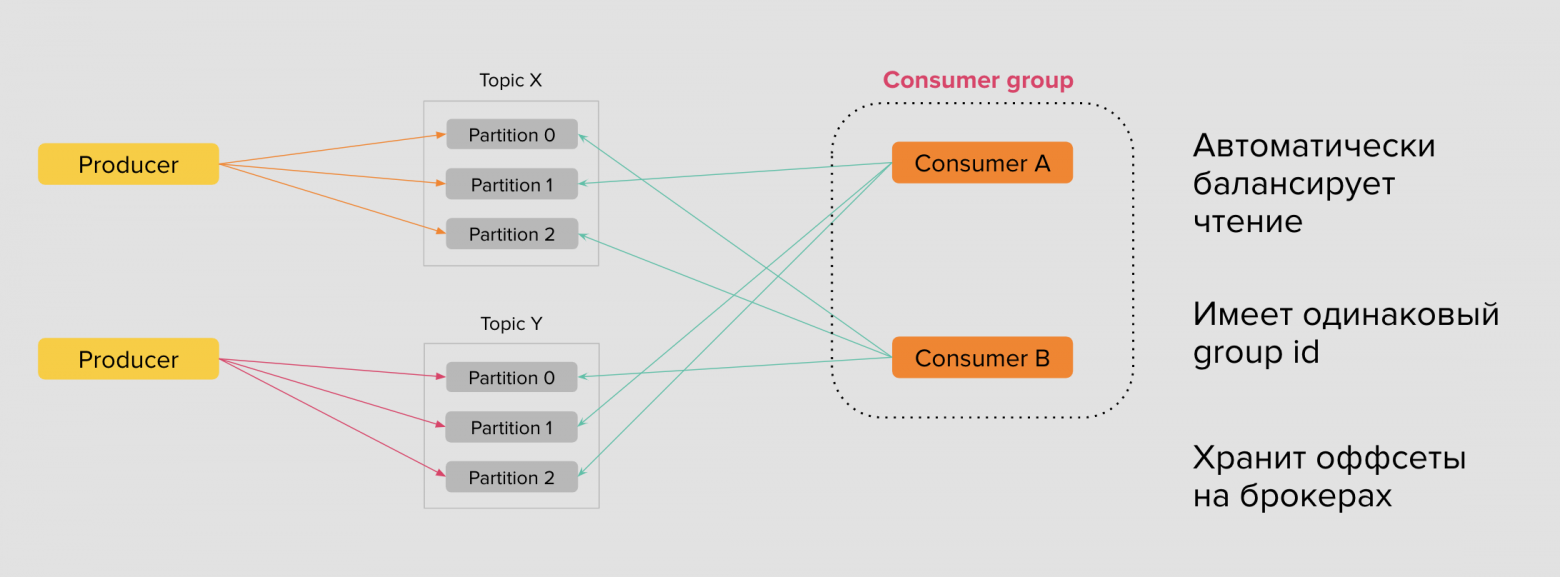 Topic X
Producer
Partition 0
Partition 1
Partition 2
Topic Y
Producer
Partition 0
Partition 1
Partition 2
Consumer group
Consumer A
Consumer B
Автоматически
балансирует
чтение
Имеет одинаковый
group id
Хранит оффсеты
на брокерах